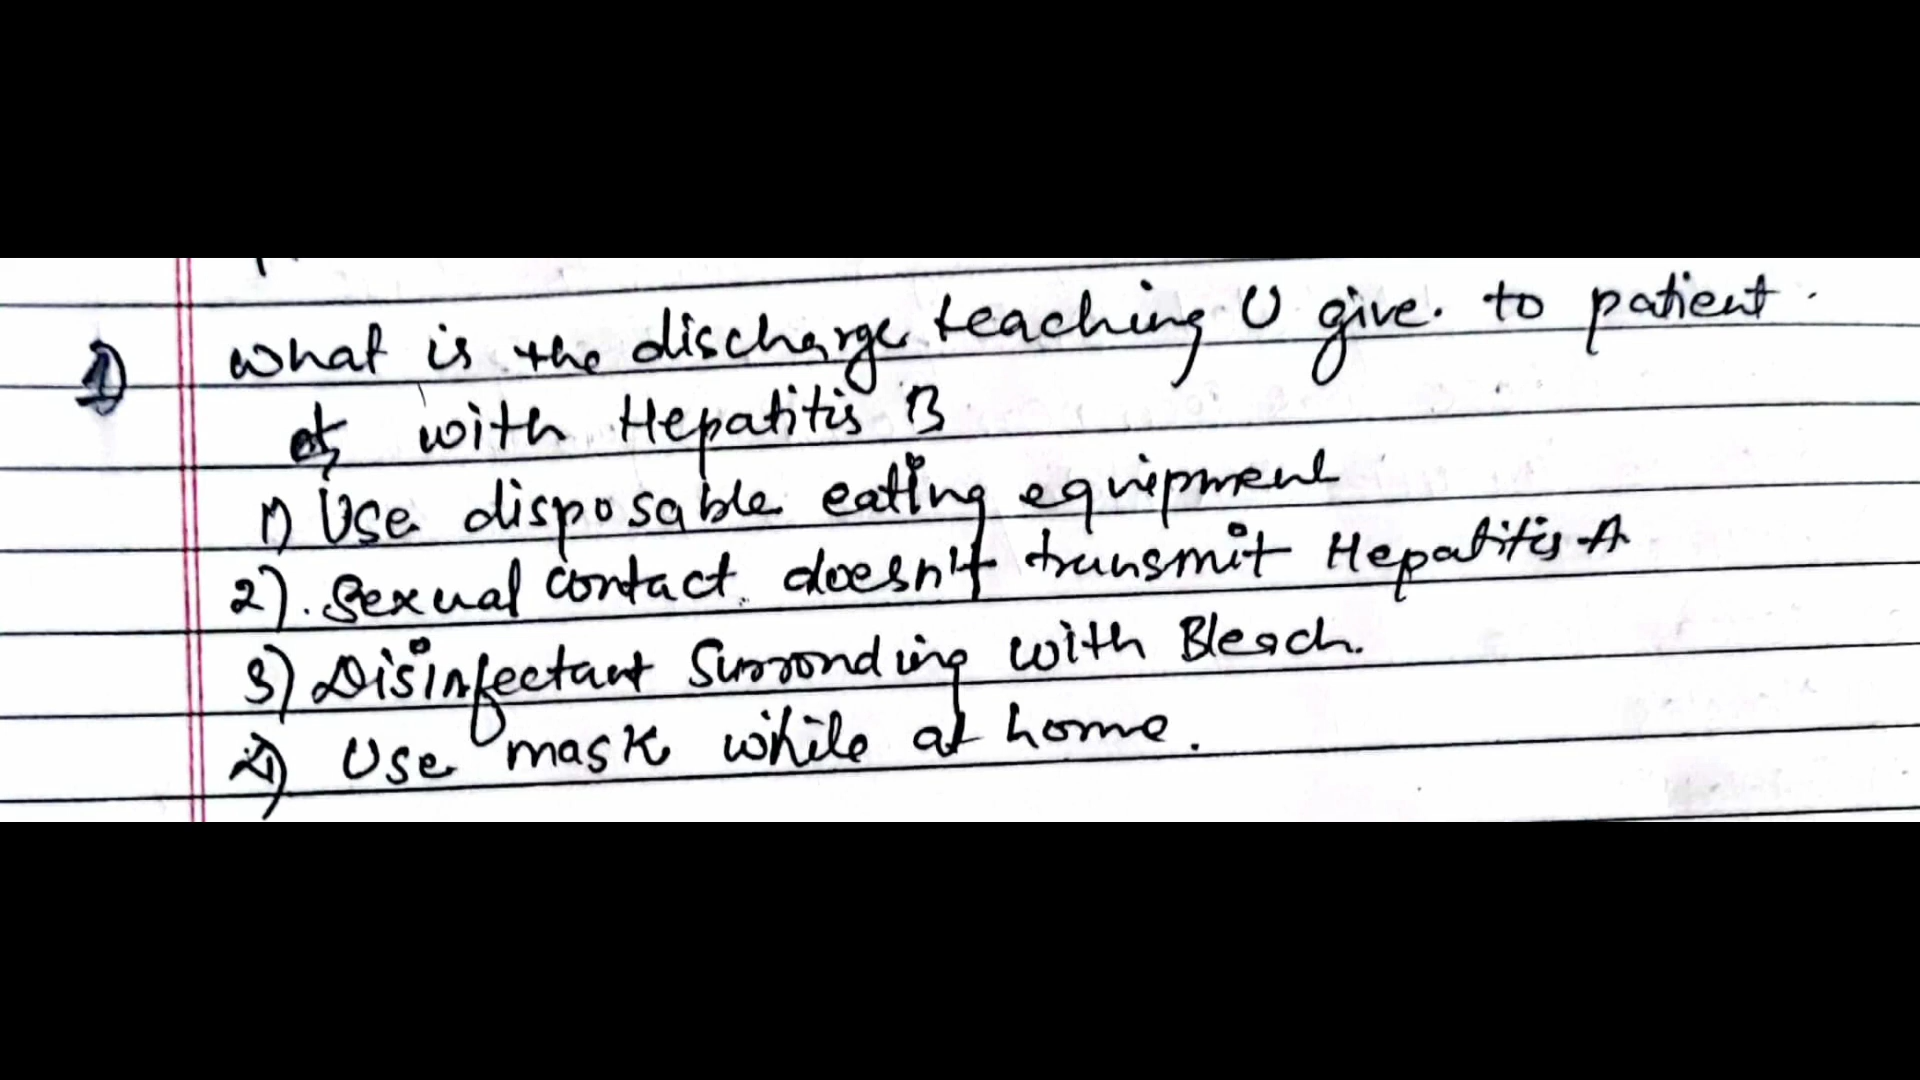 1) What is the discharge teaching U give. to patient.
with Hepatitis B
1) Use disposable eating equipment
2). Sexual contact doesn't transmit Hepatitis A
3) Disinfectant Surronding with Bleach.
4) Use mask while at home.